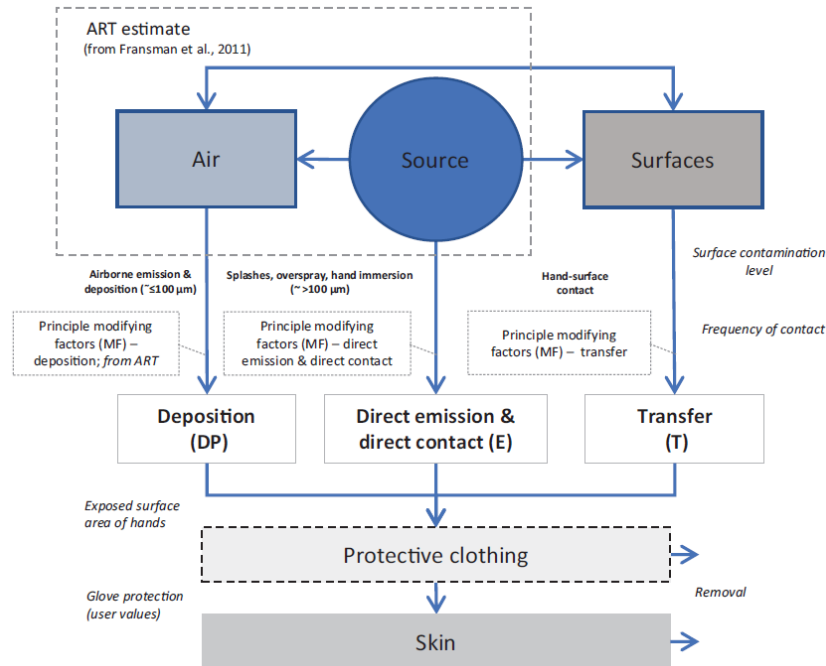 ART estimate
(from Fransman et al., 2011)
Air
Source
Surfaces
Airborne emission &
deposition (˜≤100 µm)
Splashes, overspray, hand immersion
(~ >100 µm)
Hand-surface
contact
Surface contamination
level
Frequency of contact
Principle modifying
factors (MF) –
deposition; from ART
Principle modifying
factors (MF) – direct
emission & direct contact
Principle modifying
factors (MF) – transfer
Deposition
(DP)
Direct emission &
direct contact (E)
Transfer
(T)
Exposed surface
area of hands
Protective clothing
Glove protection
(user values)
Removal
Skin